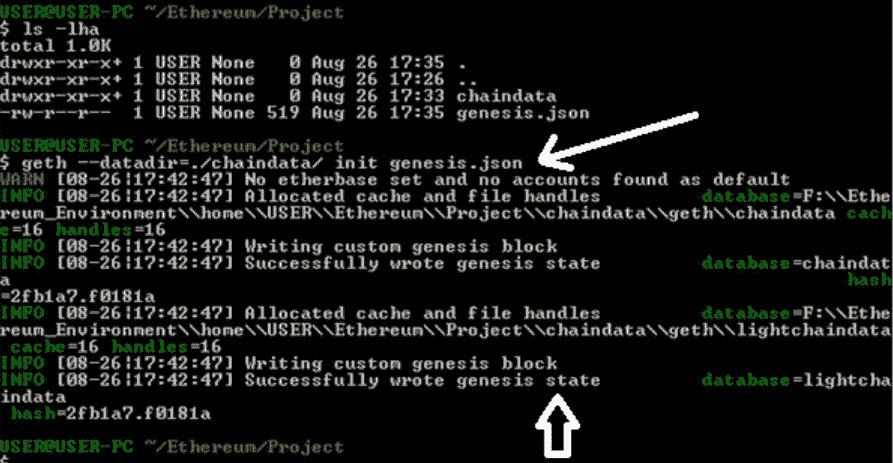 USER@USER-PC ~/Ethereum/Project
$ ls -lha
total 1.0K
drwxr-xr-x+ 1 USER None   0 Aug 26 17:35 .
drwxr-xr-x+ 1 USER None   0 Aug 26 17:26 ..
drwxr-xr-x+ 1 USER None   0 Aug 26 17:33 chaindata
-rw-r--r--  1 USER None 519 Aug 26 17:35 genesis.json
USER@USER-PC ~/Ethereum/Project
$ geth --datadir=./chaindata/ init genesis.json
WARN [08-26|17:42:47] No etherbase set and no accounts found as default
INFO [08-26|17:42:47] Allocated cache and file handles         database=F:\\Ethe
reum_Environment\\home\\USER\\Ethereum\\Project\\chaindata\\geth\\chaindata cach
e=16 handles=16
INFO [08-26|17:42:47] Writing custom genesis block
INFO [08-26|17:42:47] Successfully wrote genesis state         database=chaindat
a                                                                          hash
=2fb1a7.f0181a
INFO [08-26|17:42:47] Allocated cache and file handles         database=F:\\Ethe
reum_Environment\\home\\USER\\Ethereum\\Project\\chaindata\\geth\\lightchaindata
 cache=16 handles=16
INFO [08-26|17:42:47] Writing custom genesis block
INFO [08-26|17:42:47] Successfully wrote genesis state         database=lightcha
indata
 hash=2fb1a7.f0181a
USER@USER-PC ~/Ethereum/Project
$